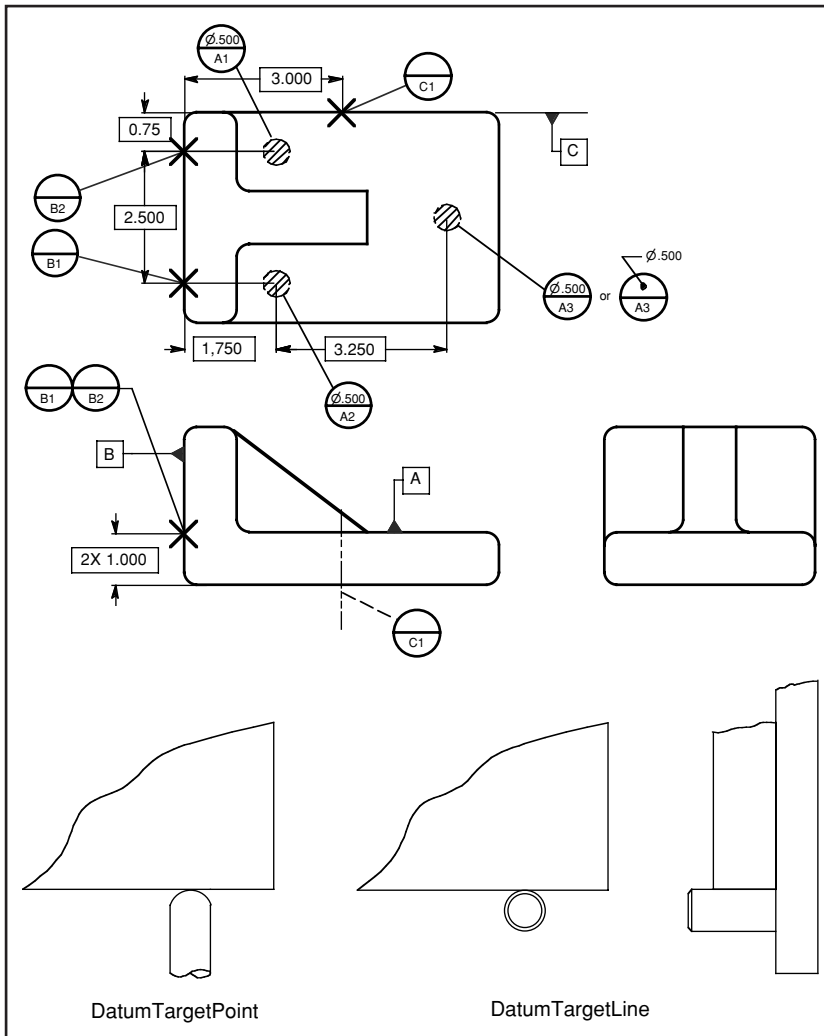 Ø.500
A1
3.000
C1
0.75
C
B2
2.500
B1
Ø.500
Ø.500
A3
or
A3
1,750
3.250
Ø.500
A2
B1
B2
B
A
2X 1.000
C1
DatumTargetPoint
DatumTargetLine